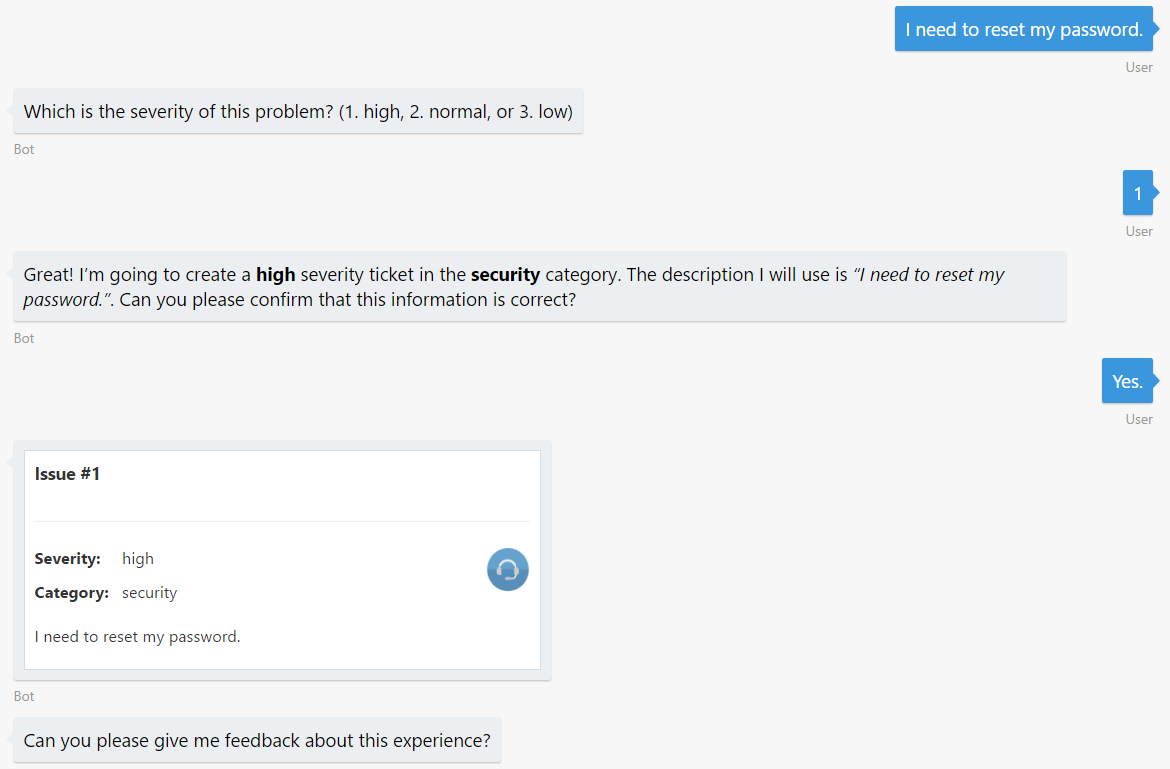 I need to reset my password.
User
Which is the severity of this problem? (1. high, 2. normal, or 3. low)
Bot
1
User
Great! I’m going to create a high severity ticket in the security category. The description I will use is “I need to reset my
password.”. Can you please confirm that this information is correct?
Bot
Yes.
User
Issue #1
Severity: high
Category: security
I need to reset my password.
Bot
Can you please give me feedback about this experience?